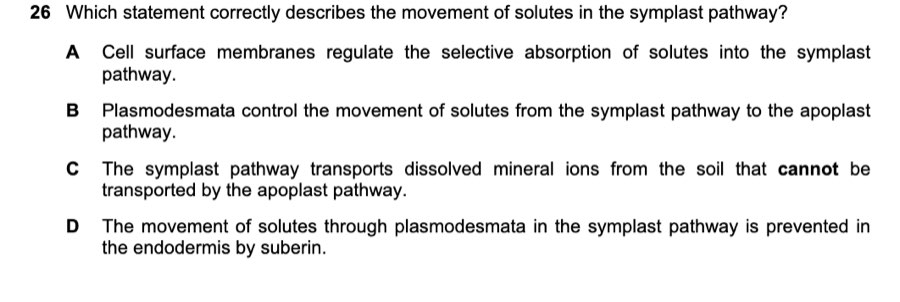 26 Which statement correctly describes the movement of solutes in the symplast pathway?
A Cell surface membranes regulate the selective absorption of solutes into the symplast
pathway.
B Plasmodesmata control the movement of solutes from the symplast pathway to the apoplast
pathway.
C The symplast pathway transports dissolved mineral ions from the soil that cannot be
transported by the apoplast pathway.
D The movement of solutes through plasmodesmata in the symplast pathway is prevented in
the endodermis by suberin.